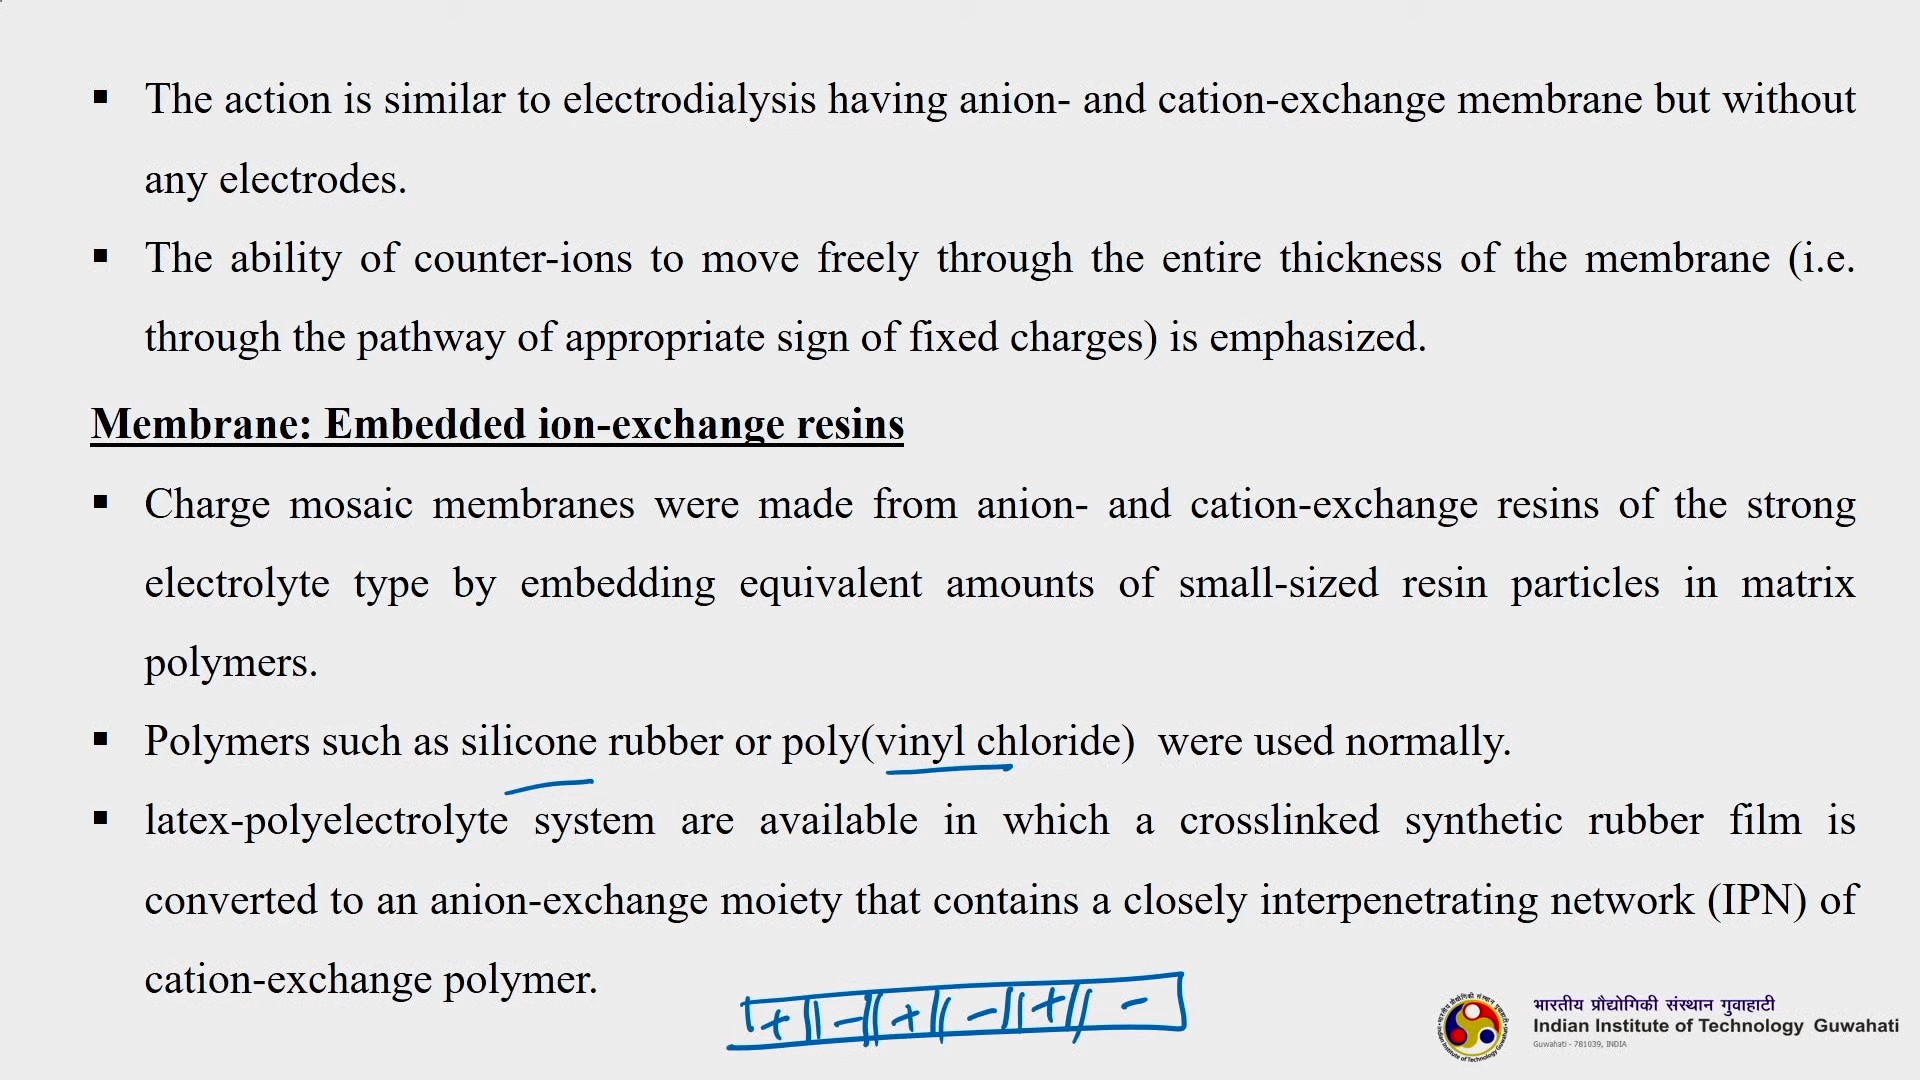 ▪ The action is similar to electrodialysis having anion- and cation-exchange membrane but without
any electrodes.
▪ The ability of counter-ions to move freely through the entire thickness of the membrane (i.e.
through the pathway of appropriate sign of fixed charges) is emphasized.
Membrane: Embedded ion-exchange resins
▪ Charge mosaic membranes were made from anion- and cation-exchange resins of the strong
electrolyte type by embedding equivalent amounts of small-sized resin particles in matrix
polymers.
▪ Polymers such as silicone rubber or poly(vinyl chloride) were used normally.
▪ latex-polyelectrolyte system are available in which a crosslinked synthetic rubber film is
converted to an anion-exchange moiety that contains a closely interpenetrating network (IPN) of
cation-exchange polymer.
+ || - || + || - || + || -
भारतीय प्रौद्योगिकी संस्थान गुवाहाटी
Indian Institute of Technology Guwahati
Guwahati - 781039, INDIA